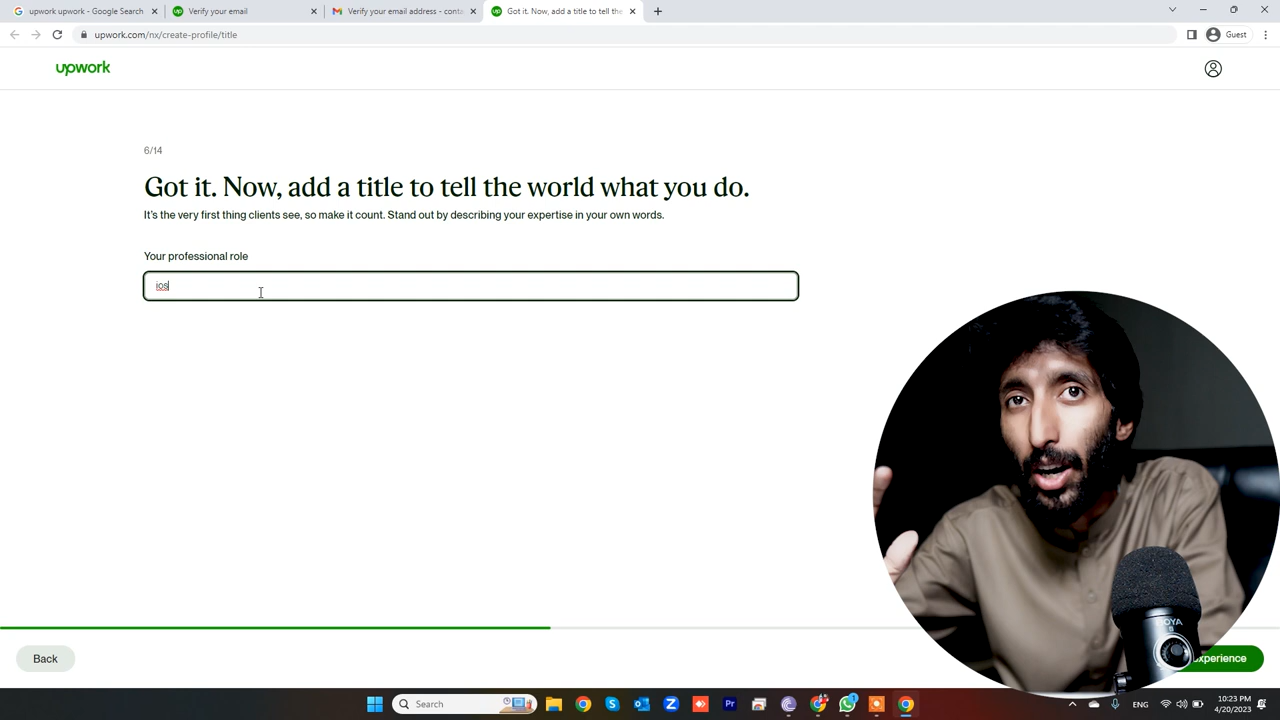 upwork upwork - Google Search
Verify your email
Verify your email address - conta
Got it. Now, add a title to tell the
upwork.com/nx/create-profile/title
Guest
upwork
6/14
Got it. Now, add a title to tell the world what you do.
It's the very first thing clients see, so make it count. Stand out by describing your expertise in your own words.
Your professional role
ios
Back
xperience
BOYA
Search
1
ENG
10:23 PM
4/20/2023